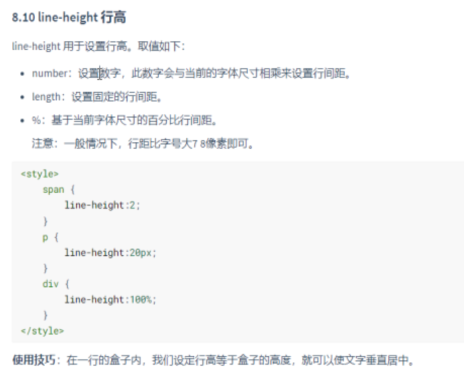 8.10 line-height 行高
line-height 用于设置行高。取值如下：
• number：设置数字，此数字会与当前的字体尺寸相乘来设置行间距。
• length：设置固定的行间距。
• %：基于当前字体尺寸的百分比行间距。
注意：一般情况下，行距比字号大7 8像素即可。
<style>
    span {
        line-height:2;
    }
    p {
        line-height:20px;
    }
    div {
        line-height:100%;
    }
</style>
使用技巧：在一行的盒子内，我们设定行高等于盒子的高度，就可以使文字垂直居中。